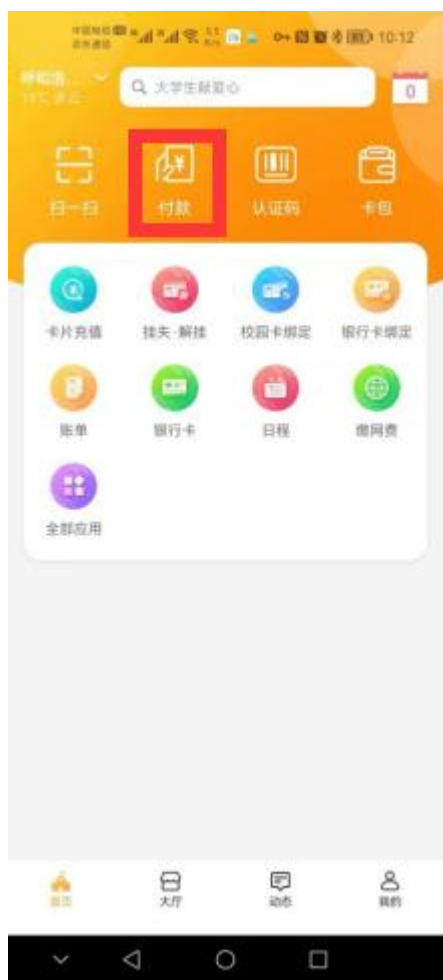 10:12
大学生献爱心
0
扫一扫
付款
认证码
卡包
卡片充值
挂失·解挂
校园卡绑定
银行卡绑定
账单
银行卡
日程
缴网费
全部应用
首页
大厅
动态
我的